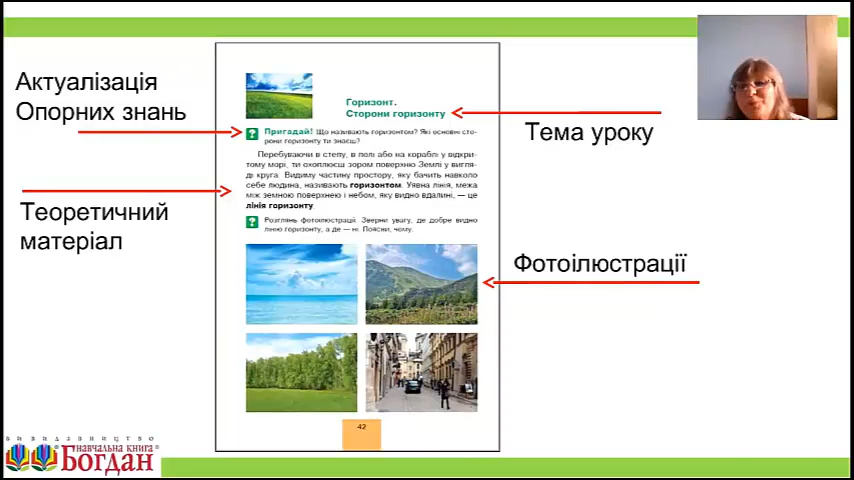 Актуалізація
Опорних знань
Теоретичний
матеріал
Горизонт.
Сторони горизонту
Пригадай! Що називають горизонтом? Які основні сто-
рони горизонту ти знаєш?
Перебуваючи в степу, в полі або на кораблі у відкри-
тому морі, ти охоплюєш зором поверхню Землі у вигля-
ді круга. Видиму частину простору, яку бачить навколо
себе людина, називають горизонтом. Уявна лінія, межа
між земною поверхнею і небом, яку видно вдалині, — це
лінія горизонту.
Розглянь фотоілюстрації. Зверни увагу, де добре видно
лінію горизонту, а де — ні. Поясни, чому.
42
Тема уроку
Фотоілюстрації
видавництво
навчальна книга
Богдан